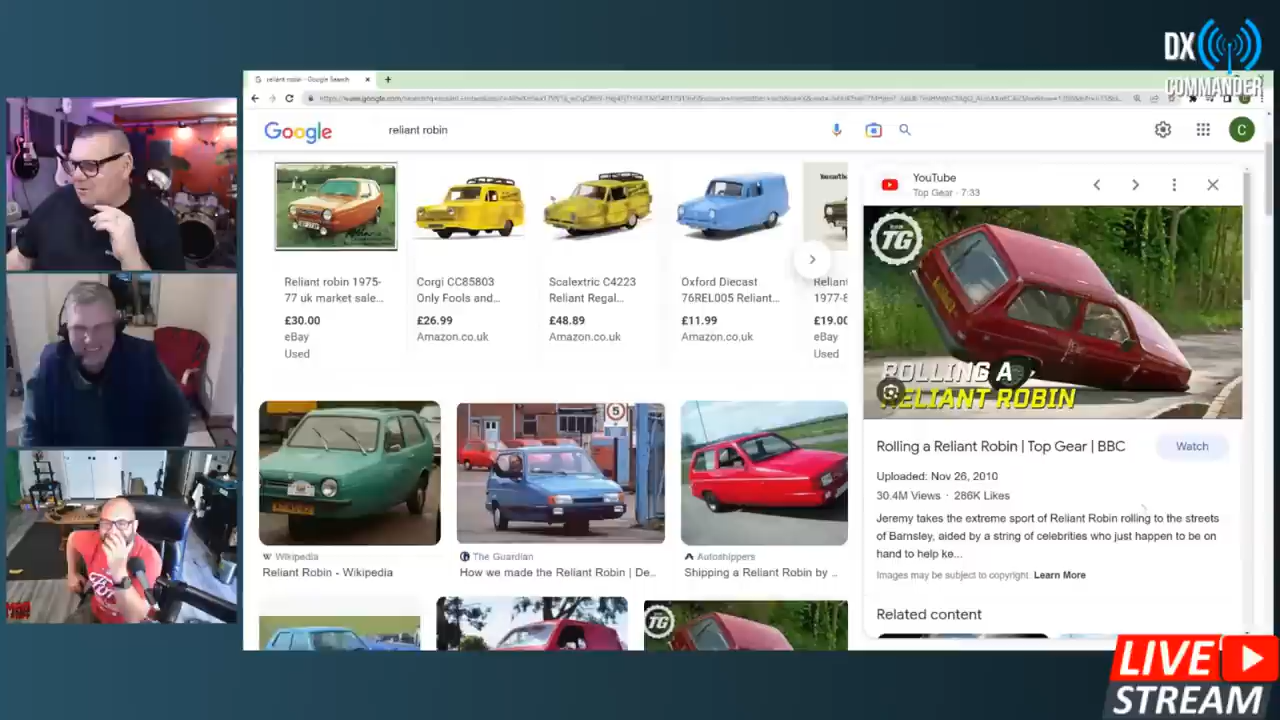 DX
COMMANDER
reliant robin - Google Search
Google
reliant robin
C
Reliant robin 1975-
77 uk market sale...
£30.00
eBay
Used
Corgi CC85803
Only Fools and...
£26.99
Amazon.co.uk
Scalextric C4223
Reliant Regal...
£48.89
Amazon.co.uk
Oxford Diecast
76REL005 Reliant...
£11.99
Amazon.co.uk
Reliant
1977-8
£19.00
eBay
Used
5
W Wikipedia
Reliant Robin - Wikipedia
The Guardian
How we made the Reliant Robin | De...
Autoshippers
Shipping a Reliant Robin by ...
TG
YouTube
Top Gear · 7:33
TG
ROLLING A
RELIANT ROBIN
Rolling a Reliant Robin | Top Gear | BBC
Watch
Uploaded: Nov 26, 2010
30.4M Views · 286K Likes
Jeremy takes the extreme sport of Reliant Robin rolling to the streets
of Barnsley, aided by a string of celebrities who just happen to be on
hand to help ke...
Images may be subject to copyright. Learn More
Related content
LIVE
STREAM